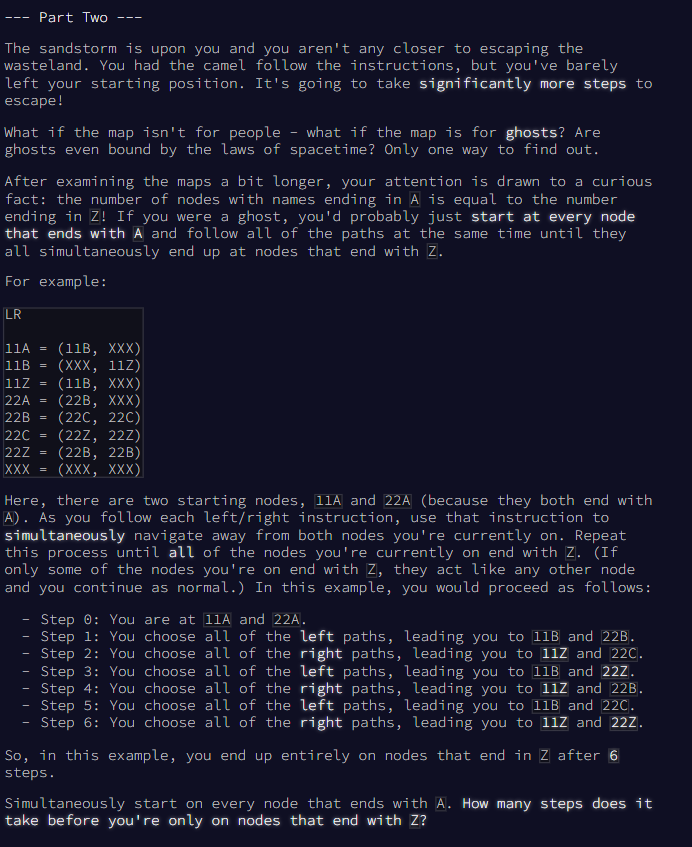 --- Part Two ---
The sandstorm is upon you and you aren't any closer to escaping the
wasteland. You had the camel follow the instructions, but you've barely
left your starting position. It's going to take significantly more steps to
escape!
What if the map isn't for people - what if the map is for ghosts? Are
ghosts even bound by the laws of spacetime? Only one way to find out.
After examining the maps a bit longer, your attention is drawn to a curious
fact: the number of nodes with names ending in A is equal to the number
ending in Z! If you were a ghost, you'd probably just start at every node
that ends with A and follow all of the paths at the same time until they
all simultaneously end up at nodes that end with Z.
For example:
LR
11A = (11B, XXX)
11B = (XXX, 11Z)
11Z = (11B, XXX)
22A = (22B, XXX)
22B = (22C, 22C)
22C = (22Z, 22Z)
22Z = (22B, 22B)
XXX = (XXX, XXX)
Here, there are two starting nodes, 11A and 22A (because they both end with
A). As you follow each left/right instruction, use that instruction to
simultaneously navigate away from both nodes you're currently on. Repeat
this process until all of the nodes you're currently on end with Z. (If
only some of the nodes you're on end with Z, they act like any other node
and you continue as normal.) In this example, you would proceed as follows:
- Step 0: You are at 11A and 22A.
- Step 1: You choose all of the left paths, leading you to 11B and 22B.
- Step 2: You choose all of the right paths, leading you to 11Z and 22C.
- Step 3: You choose all of the left paths, leading you to 11B and 22Z.
- Step 4: You choose all of the right paths, leading you to 11Z and 22B.
- Step 5: You choose all of the left paths, leading you to 11B and 22C.
- Step 6: You choose all of the right paths, leading you to 11Z and 22Z.
So, in this example, you end up entirely on nodes that end in Z after 6
steps.
Simultaneously start on every node that ends with A. How many steps does it
take before you're only on nodes that end with Z?